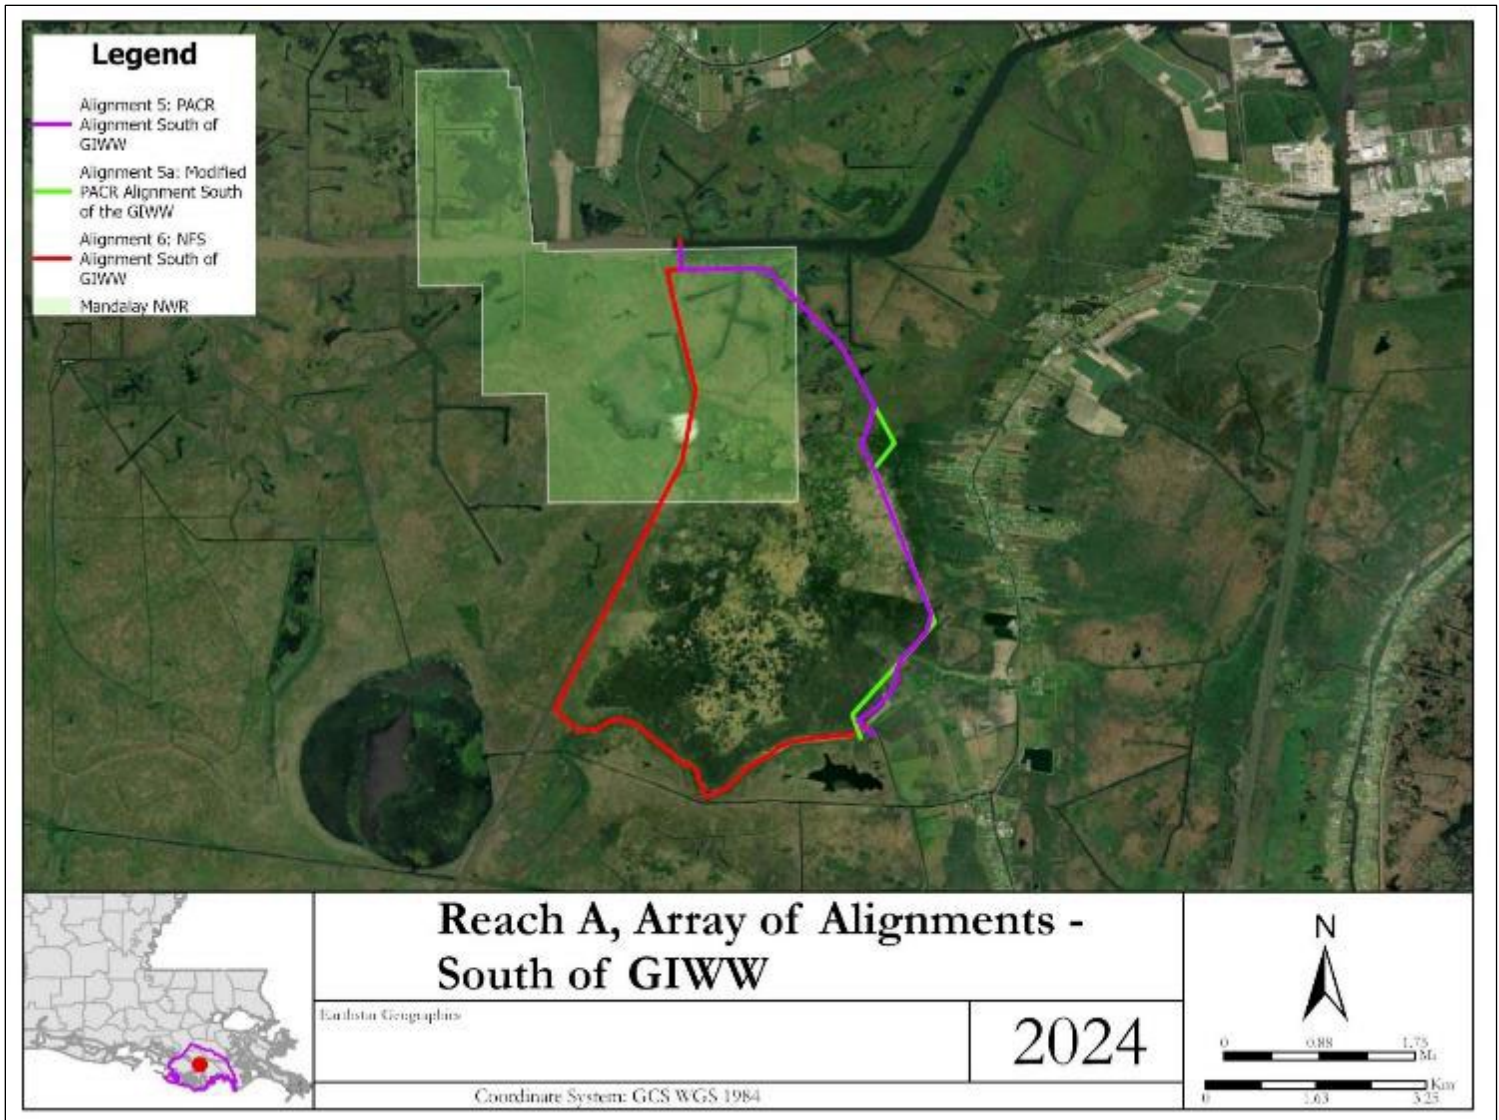 Legend
Alignment 5: PACR
Alignment South of
GIWW
Alignment 5a: Modified
PACR Alignment South
of the GIWW
Alignment 6: NFS
Alignment South of
GIWW
Mandalay NWR
Reach A, Array of Alignments -
South of GIWW
Earthstar Geographics
2024
Coordinate System: GCS WGS 1984
N
0 0.88 1.75
Mi
Km
0 1.63 3.25